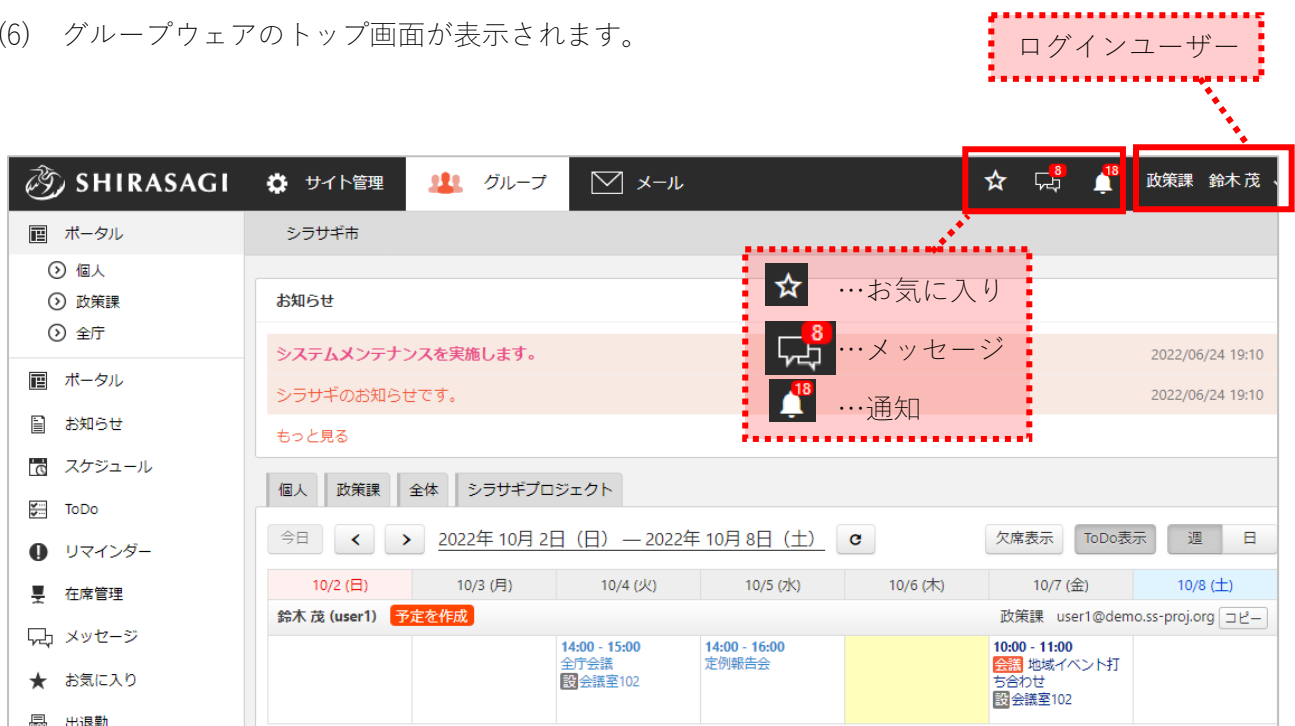 (6) グループウェアのトップ画面が表示されます。
ログインユーザー
SHIRASAGI サイト管理 グループ メール 8 18 政策課 鈴木 茂
ポータル
個人
政策課
全庁
ポータル
お知らせ
スケジュール
ToDo
リマインダー
在席管理
メッセージ
お気に入り
出退勤
シラサギ市
お知らせ
システムメンテナンスを実施します。 2022/06/24 19:10
シラサギのお知らせです。 2022/06/24 19:10
もっと見る
…お気に入り
8 …メッセージ
18 …通知
個人 政策課 全体 シラサギプロジェクト
今日 2022年 10月 2日（日） — 2022年 10月 8日（土） 欠席表示 ToDo表示 週 日
10/2 (日) 10/3 (月) 10/4 (火) 10/5 (水) 10/6 (木) 10/7 (金) 10/8 (土)
鈴木 茂 (user1) 予定を作成 政策課 user1@demo.ss-proj.org コピー
14:00 - 15:00
全庁会議
設 会議室102
14:00 - 16:00
定例報告会
10:00 - 11:00
会議 地域イベント打
ち合わせ
設 会議室102